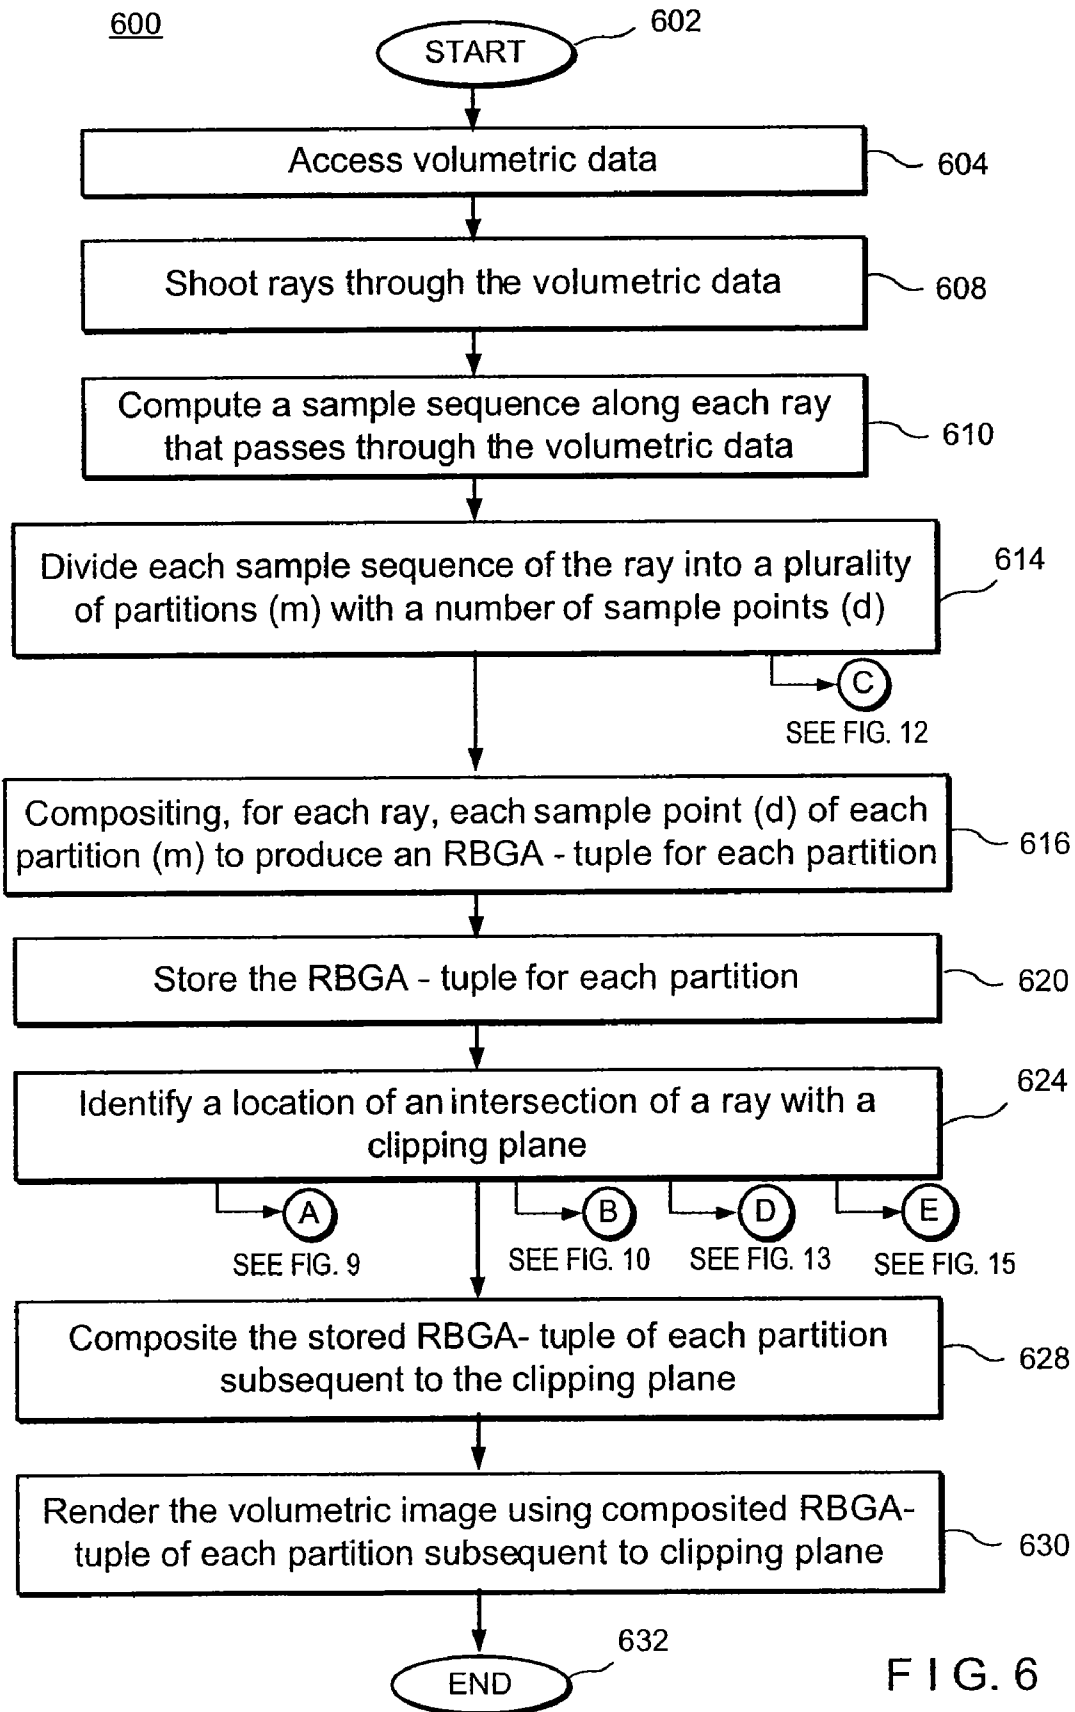 600
START
602
Access volumetric data
604
Shoot rays through the volumetric data
608
Compute a sample sequence along each ray
that passes through the volumetric data
610
Divide each sample sequence of the ray into a plurality
of partitions (m) with a number of sample points (d)
614
C
SEE FIG. 12
Compositing, for each ray, each sample point (d) of each
partition (m) to produce an RBGA - tuple for each partition
616
Store the RBGA - tuple for each partition
620
Identify a location of an intersection of a ray with a
clipping plane
624
A
B
D
E
SEE FIG. 9
SEE FIG. 10
SEE FIG. 13
SEE FIG. 15
Composite the stored RBGA- tuple of each partition
subsequent to the clipping plane
628
Render the volumetric image using composited RBGA-
tuple of each partition subsequent to clipping plane
630
END
632
FIG. 6